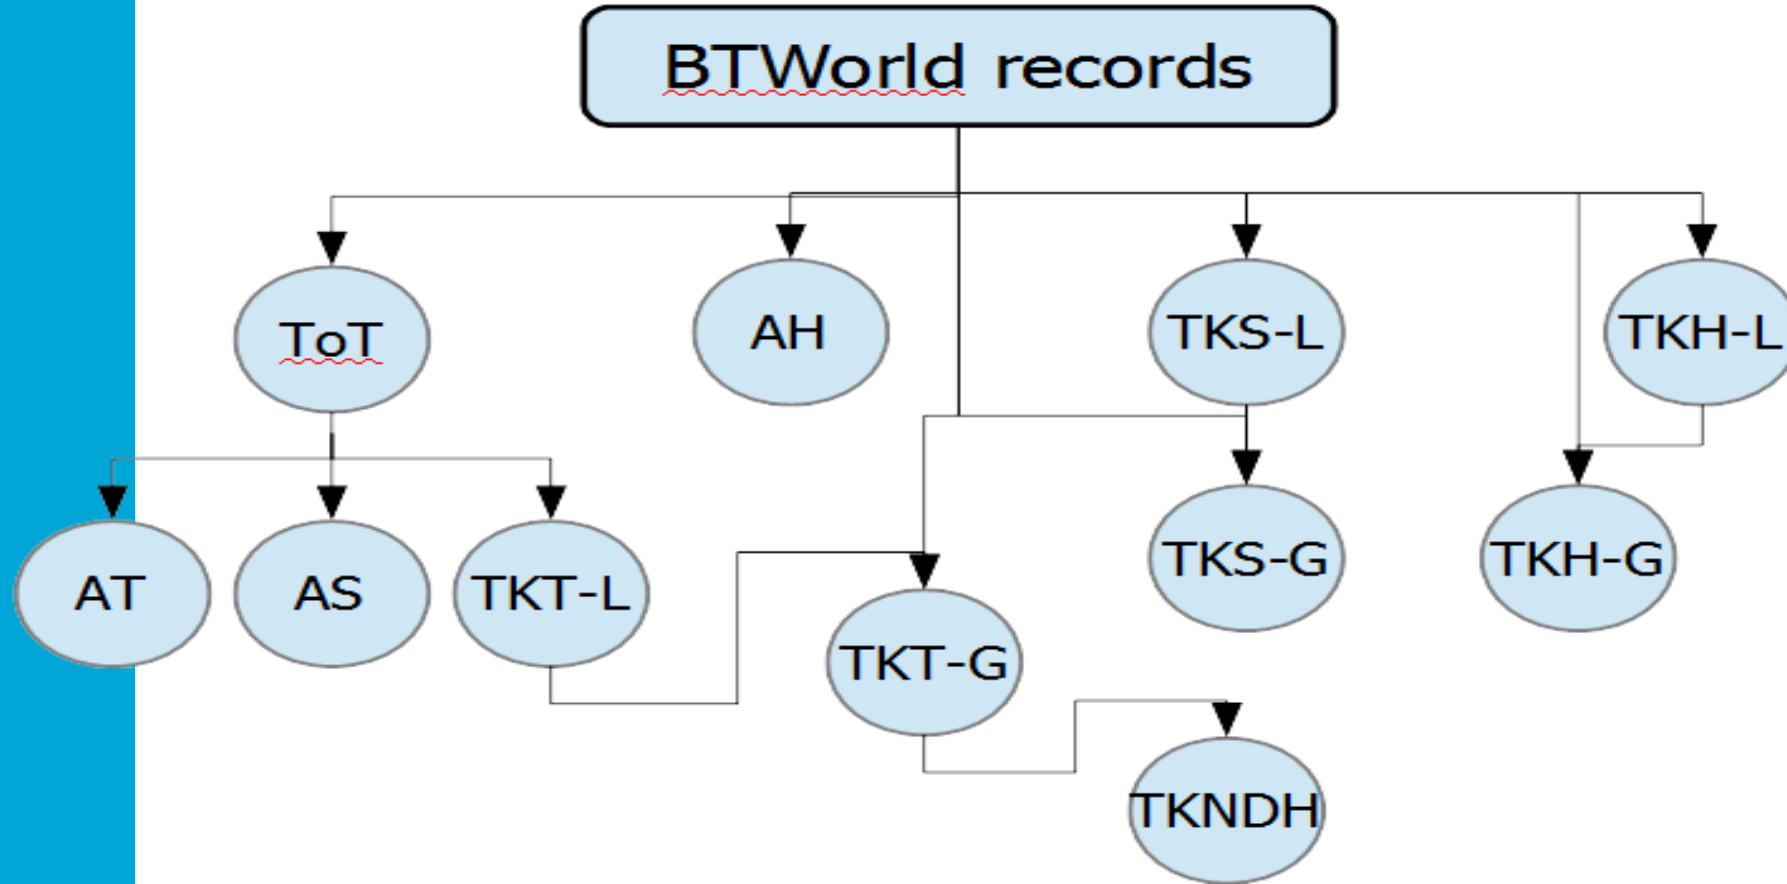 BTWorld records
ToT
AH
TKS-L
TKH-L
AT
AS
TKT-L
TKT-G
TKS-G
TKH-G
TKNDH